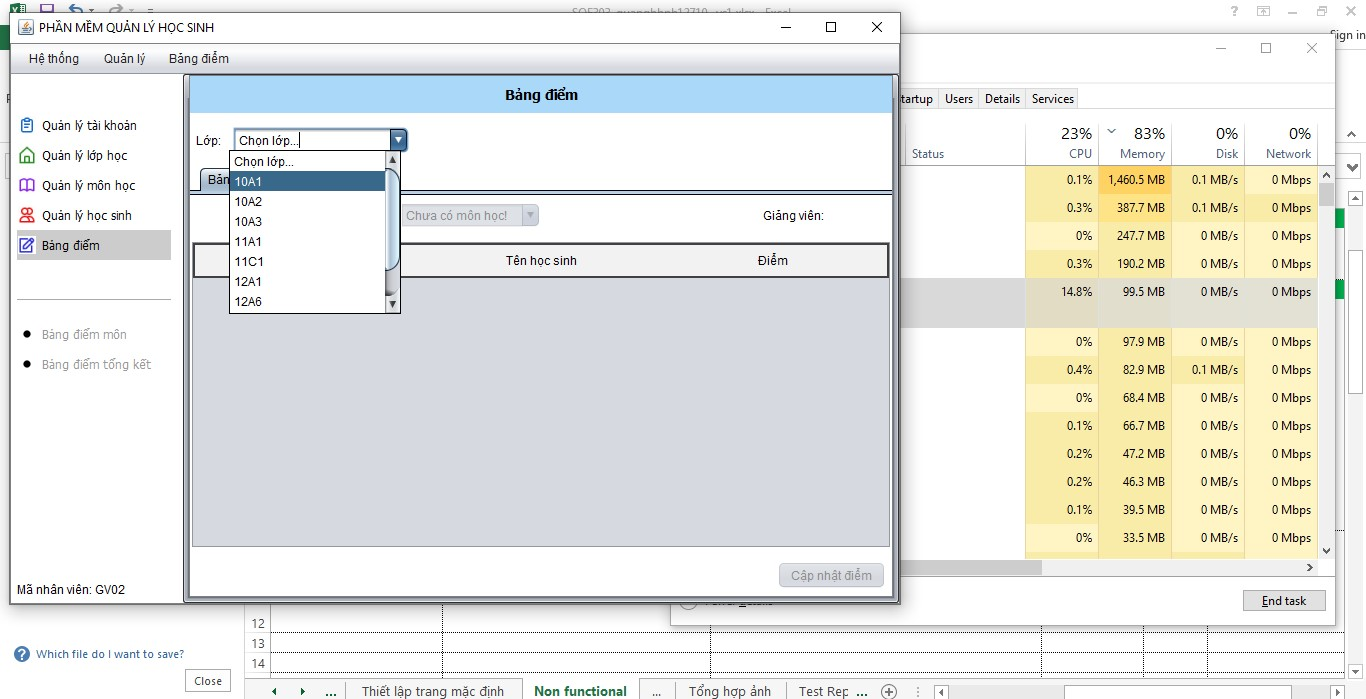 PHẦN MỀM QUẢN LÝ HỌC SINH
Hệ thống Quản lý Bảng điểm
Quản lý tài khoản
Quản lý lớp học
Quản lý môn học
Quản lý học sinh
Bảng điểm
Bảng điểm môn
Bảng điểm tổng kết
Mã nhân viên: GV02
Bảng điểm
Lớp: Chọn lớp...
Chọn lớp...
10A1
10A2
10A3
11A1
11C1
12A1
12A6
Chưa có môn học! Giảng viên:
Tên học sinh Điểm
Cập nhật điểm
Sign in
Users Details Services
23% 83% 0% 0%
Status CPU Memory Disk Network
0.1% 1,460.5 MB 0.1 MB/s 0 Mbps
0.3% 387.7 MB 0.1 MB/s 0 Mbps
0% 247.7 MB 0 MB/s 0 Mbps
0.3% 190.2 MB 0 MB/s 0 Mbps
14.8% 99.5 MB 0 MB/s 0 Mbps
0% 97.9 MB 0 MB/s 0 Mbps
0.4% 82.9 MB 0.1 MB/s 0 Mbps
0% 68.4 MB 0 MB/s 0 Mbps
0.1% 66.7 MB 0 MB/s 0 Mbps
0.2% 47.2 MB 0 MB/s 0 Mbps
0.2% 46.3 MB 0 MB/s 0 Mbps
0.1% 39.5 MB 0 MB/s 0 Mbps
0% 33.5 MB 0 MB/s 0 Mbps
End task
12
13
14
Which file do I want to save?
Close
... Thiết lập trang mặc định Non functional ... Tổng hợp ảnh Test Rep ...